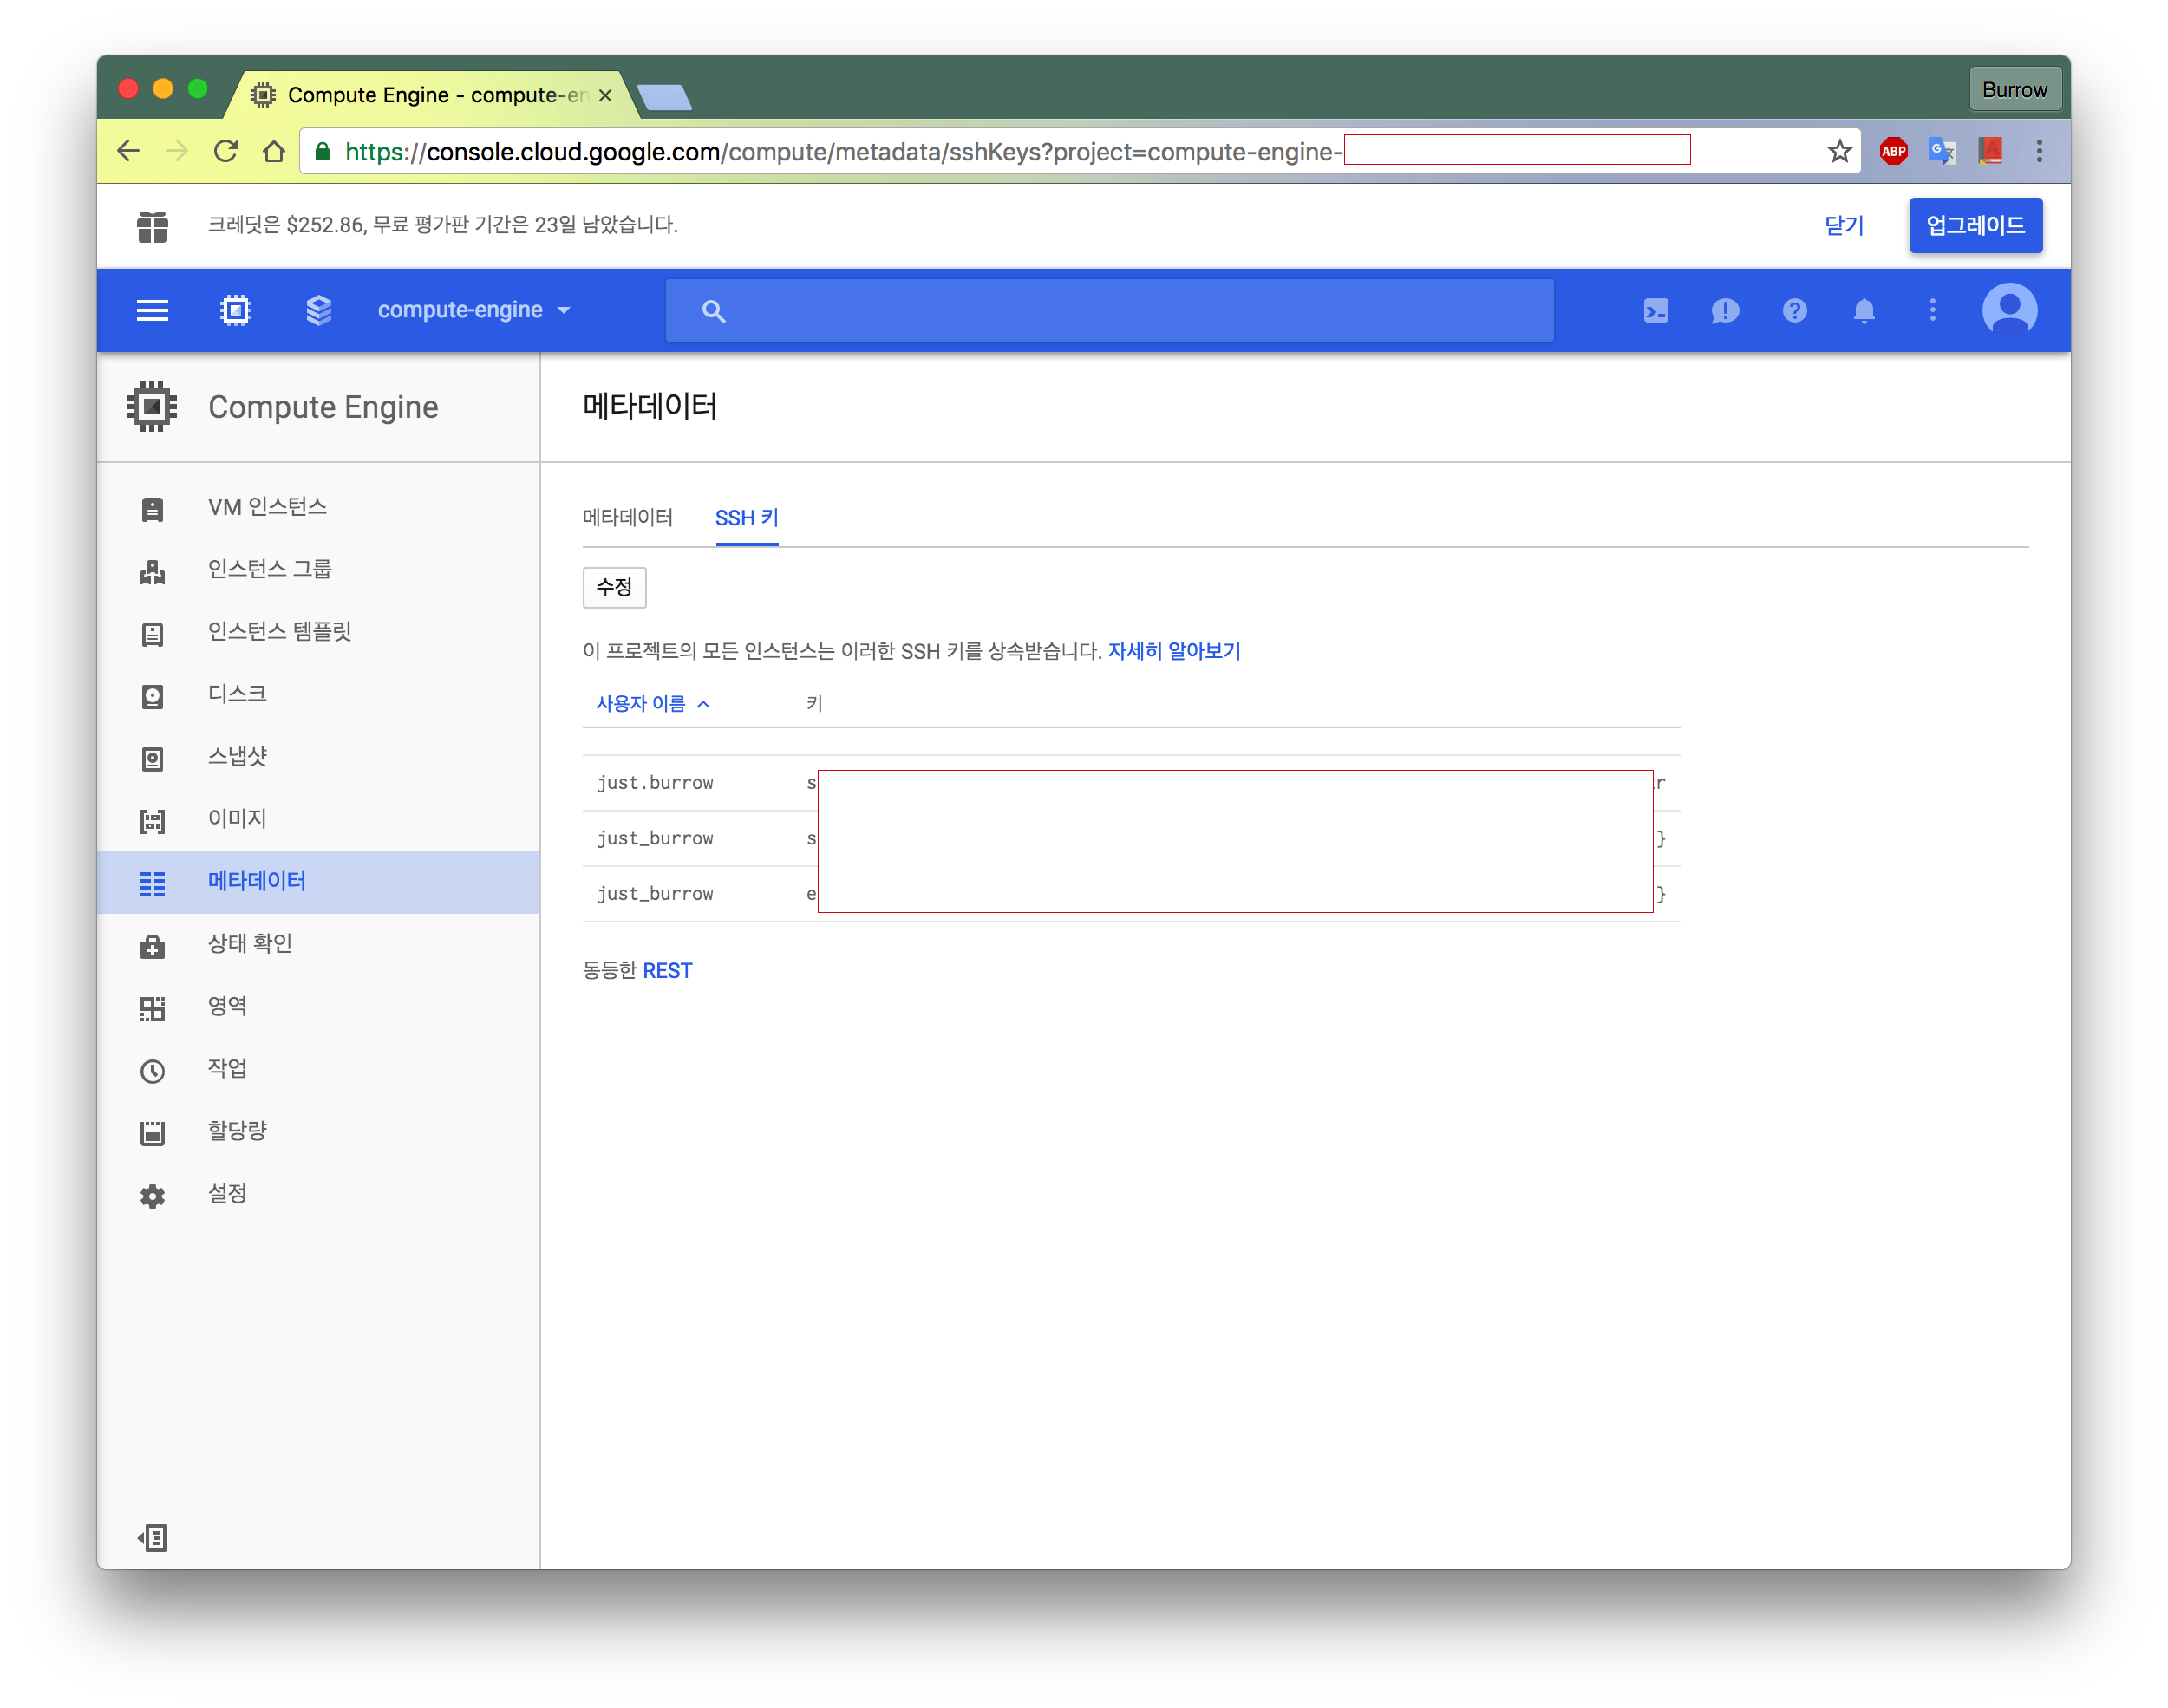 Compute Engine - compute-en
Burrow
https://console.cloud.google.com/compute/metadata/sshKeys?project=compute-engine-
ABP
크레딧은 $252.86, 무료 평가판 기간은 23일 남았습니다.
닫기
업그레이드
compute-engine
Compute Engine
메타데이터
VM 인스턴스
인스턴스 그룹
인스턴스 템플릿
디스크
스냅샷
이미지
메타데이터
상태 확인
영역
작업
할당량
설정
메타데이터 SSH 키
수정
이 프로젝트의 모든 인스턴스는 이러한 SSH 키를 상속받습니다. 자세히 알아보기
사용자 이름 키
just.burrow s r
just_burrow s }
just_burrow e }
동등한 REST